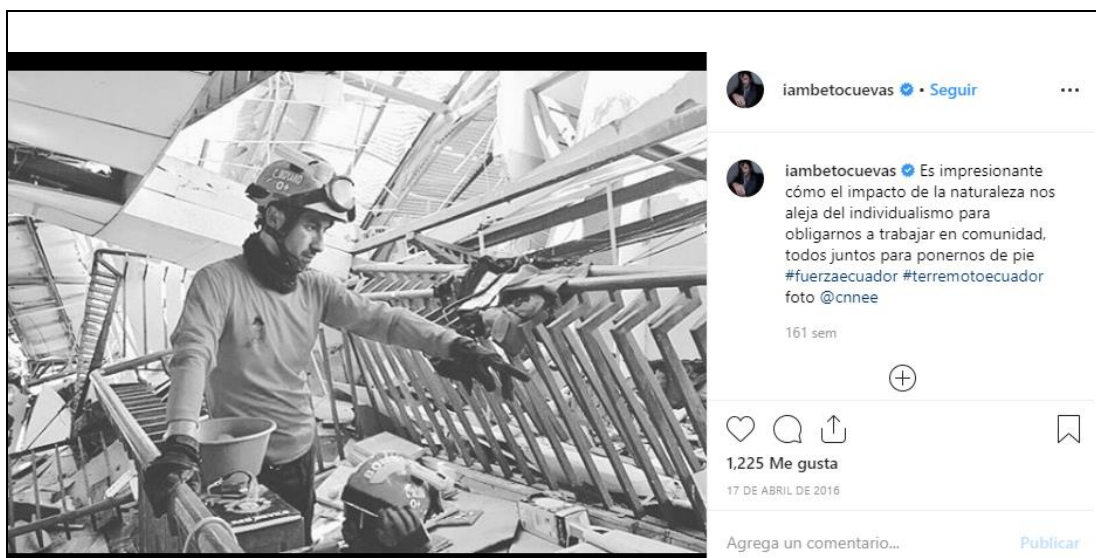 iambetocuevas • Seguir
iambetocuevas Es impresionante
cómo el impacto de la naturaleza nos
aleja del individualismo para
obligarnos a trabajar en comunidad,
todos juntos para ponernos de pie
#fuerzaecuador #terremotoecuador
foto @cnnee
161 sem
1,225 Me gusta
17 DE ABRIL DE 2016
Agrega un comentario... Publicar
O+